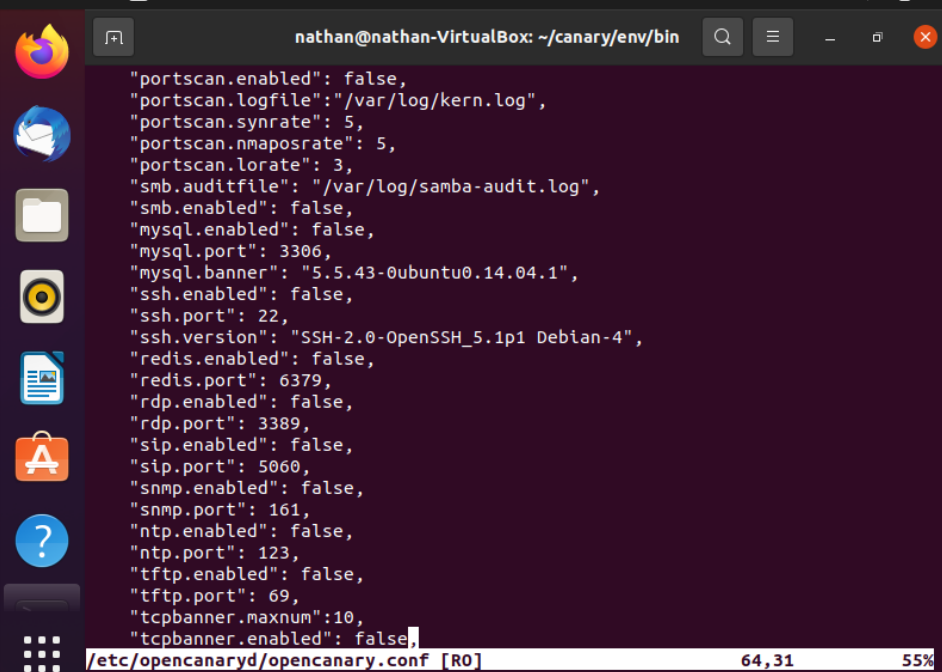 nathan@nathan-VirtualBox: ~/canary/env/bin
"portscan.enabled": false,
"portscan.logfile":"/var/log/kern.log",
"portscan.synrate": 5,
"portscan.nmaposrate": 5,
"portscan.lorate": 3,
"smb.auditfile": "/var/log/samba-audit.log",
"smb.enabled": false,
"mysql.enabled": false,
"mysql.port": 3306,
"mysql.banner": "5.5.43-0ubuntu0.14.04.1",
"ssh.enabled": false,
"ssh.port": 22,
"ssh.version": "SSH-2.0-OpenSSH_5.1p1 Debian-4",
"redis.enabled": false,
"redis.port": 6379,
"rdp.enabled": false,
"rdp.port": 3389,
"sip.enabled": false,
"sip.port": 5060,
"snmp.enabled": false,
"snmp.port": 161,
"ntp.enabled": false,
"ntp.port": 123,
"tftp.enabled": false,
"tftp.port": 69,
"tcpbanner.maxnum":10,
"tcpbanner.enabled": false,
/etc/opencanaryd/opencanary.conf [RO] 64,31 55%